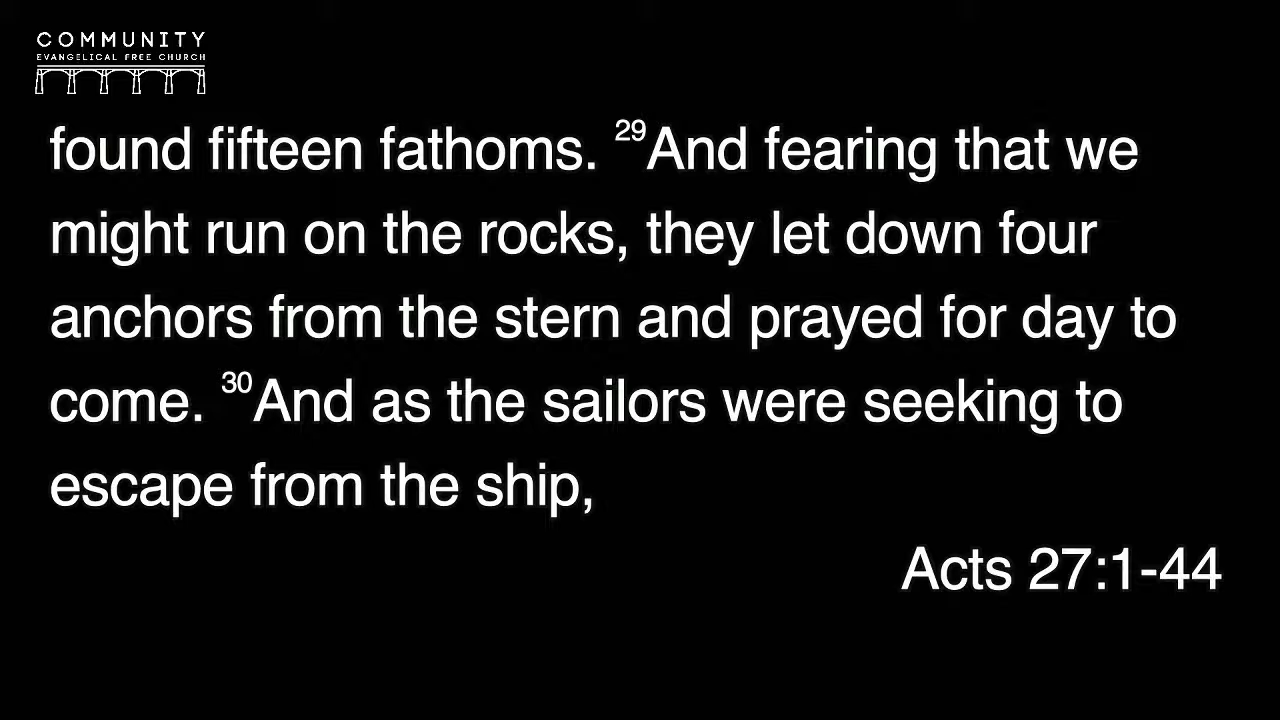 COMMUNITY
EVANGELICAL FREE CHURCH
found fifteen fathoms. 29And fearing that we
might run on the rocks, they let down four
anchors from the stern and prayed for day to
come. 30And as the sailors were seeking to
escape from the ship,
Acts 27:1-44